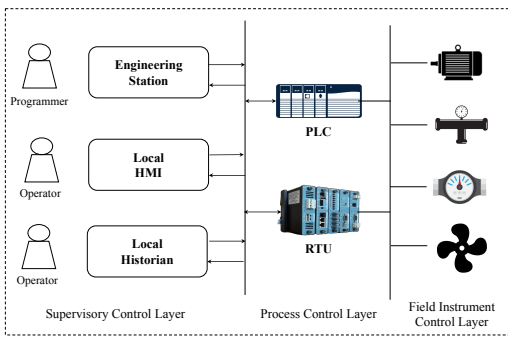 Programmer
Engineering
Station
Operator
Local
HMI
Operator
Local
Historian
PLC
RTU
Supervisory Control Layer
Process Control Layer
Field Instrument
Control Layer